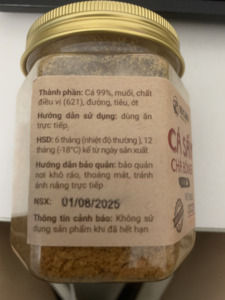 Thành phần: Cá 99%, muối, chất
điều vị (621), đường, tiêu, ớt
Hướng dẫn sử dụng: dùng ăn
trực tiếp
HSD: 6 tháng (nhiệt độ thường), 12
tháng (-18°C) kể từ ngày sản xuất
Hướng dẫn bảo quản: bảo quản
nơi khô ráo, thoáng mát, tránh
ánh nắng trực tiếp
NSX: 01/08/2025
Thông tin cảnh báo: Không sử
dụng sản phẩm khi đã hết hạn
CÁ